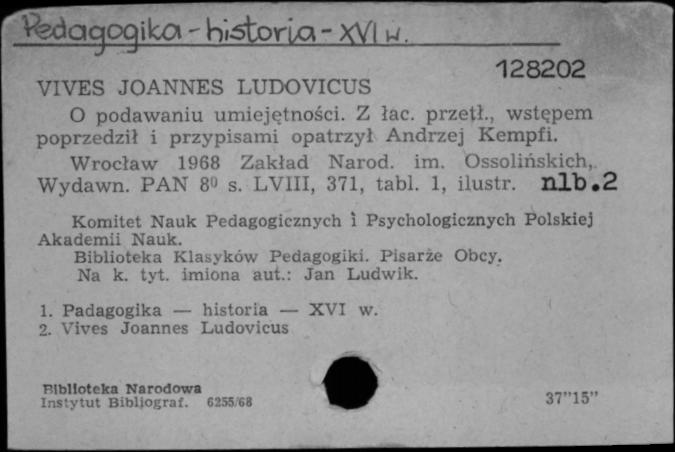 Pedagogika - historia - XVI w.
128202
VIVES JOANNES LUDOVICUS
O podawaniu umiejętności. Z łac. przetł., wstępem
poprzedził i przypisami opatrzył Andrzej Kempfi.
Wrocław 1968 Zakład Narod. im. Ossolińskich,
Wydawn. PAN 8⁰ s. LVIII, 371, tabl. 1, ilustr. nlb.2
Komitet Nauk Pedagogicznych i Psychologicznych Polskiej
Akademii Nauk.
Biblioteka Klasyków Pedagogiki. Pisarze Obcy.
Na k. tyt. imiona aut.: Jan Ludwik.
1. Padagogika — historia — XVI w.
2. Vives Joannes Ludovicus
Biblioteka Narodowa
Instytut Bibliograf. 6255/68
37”15”